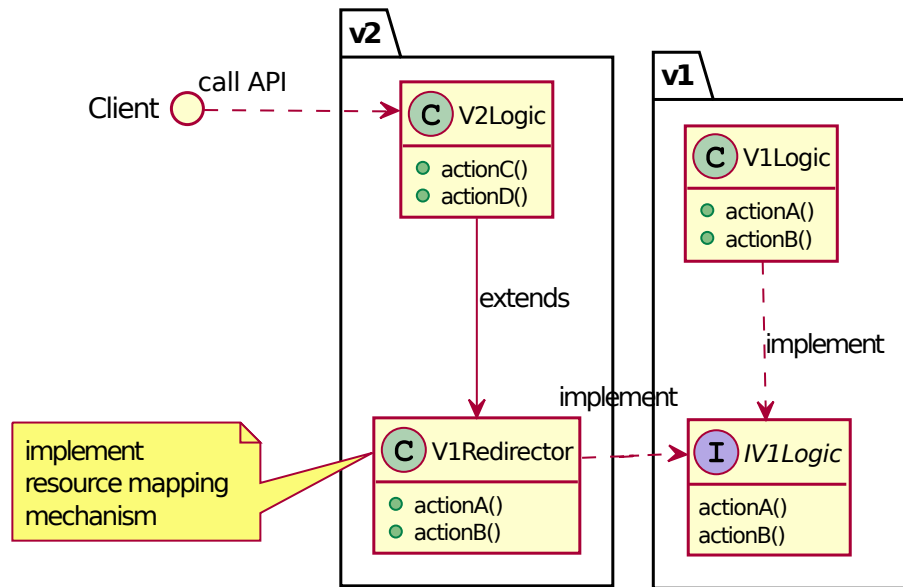 v2
v1
call API
Client
C V2Logic
actionC()
actionD()
C V1Logic
actionA()
actionB()
extends
implement
implement
implement
resource mapping
mechanism
C V1Redirector
actionA()
actionB()
I IV1Logic
actionA()
actionB()